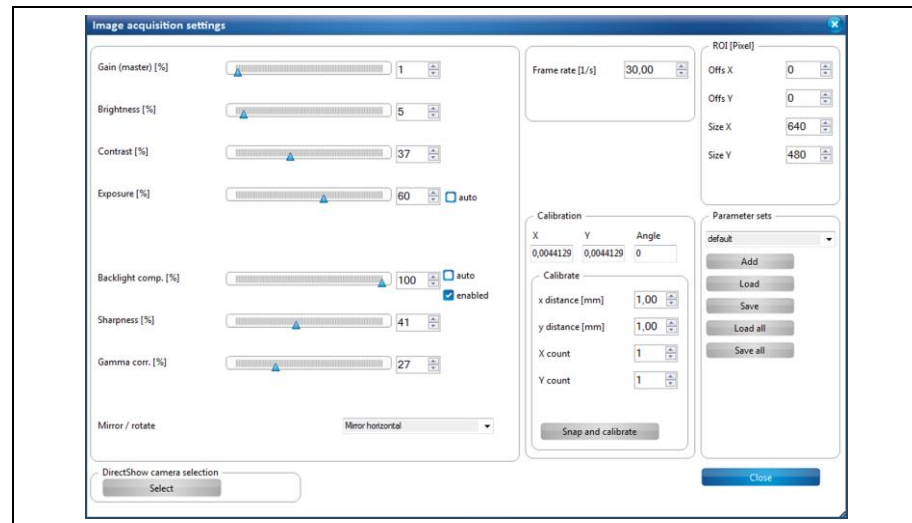 Image acquisition settings
Gain (master) [%]
1
Brightness [%]
5
Contrast [%]
37
Exposure [%]
60
auto
Backlight comp. [%]
100
auto
enabled
Sharpness [%]
41
Gamma corr. [%]
27
Mirror / rotate
Mirror horizontal
DirectShow camera selection
Select
Frame rate [1/s]
30,00
Calibration
X Y Angle
0,0044129 0,0044129 0
Calibrate
x distance [mm]
1,00
y distance [mm]
1,00
X count
1
Y count
1
Snap and calibrate
ROI [Pixel]
Offs X
0
Offs Y
0
Size X
640
Size Y
480
Parameter sets
default
Add
Load
Save
Load all
Save all
Close